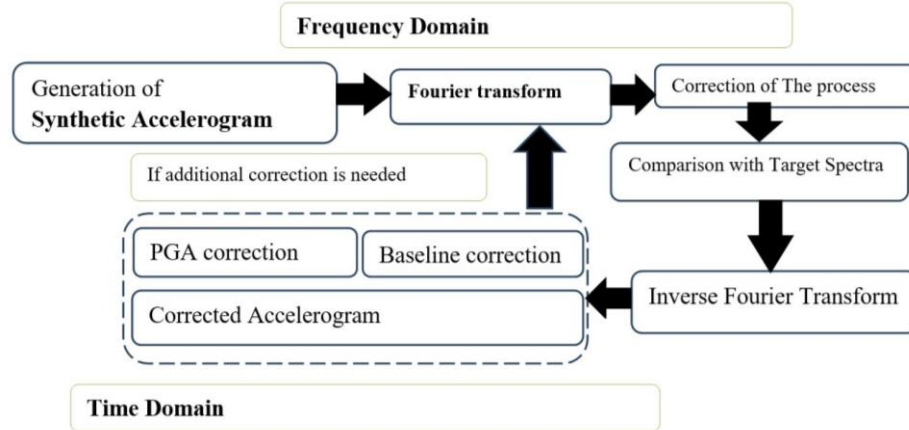 Frequency Domain
Generation of
Synthetic Accelerogram
Fourier transform
Correction of The process
Comparison with Target Spectra
If additional correction is needed
PGA correction
Baseline correction
Inverse Fourier Transform
Corrected Accelerogram
Time Domain